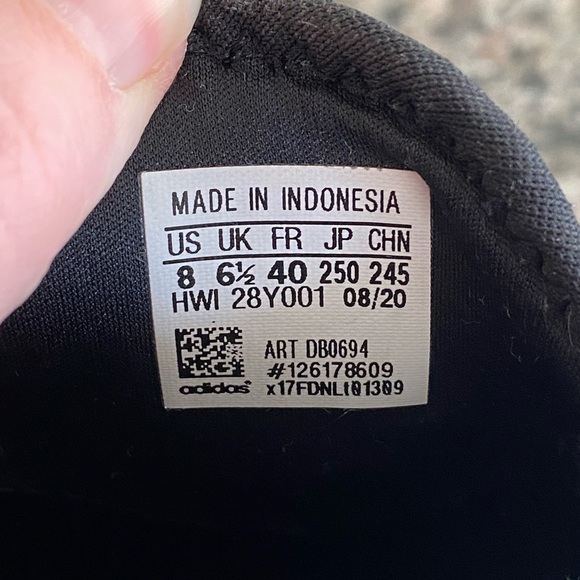 MADE IN INDONESIA
US UK FR JP CHN
8 6½ 40 250 245
HWI 28Y001 08/20
ART DB0694
#126178609
adidas x17FDNLt01309